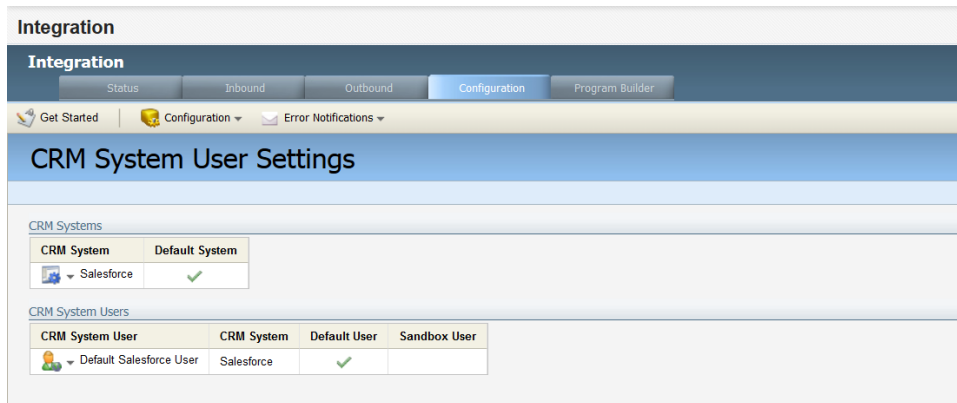 Integration
Integration
Status Inbound Outbound Configuration Program Builder
Get Started Configuration Error Notifications
CRM System User Settings
CRM Systems
CRM System Default System
Salesforce
CRM System Users
CRM System User CRM System Default User Sandbox User
Default Salesforce User Salesforce